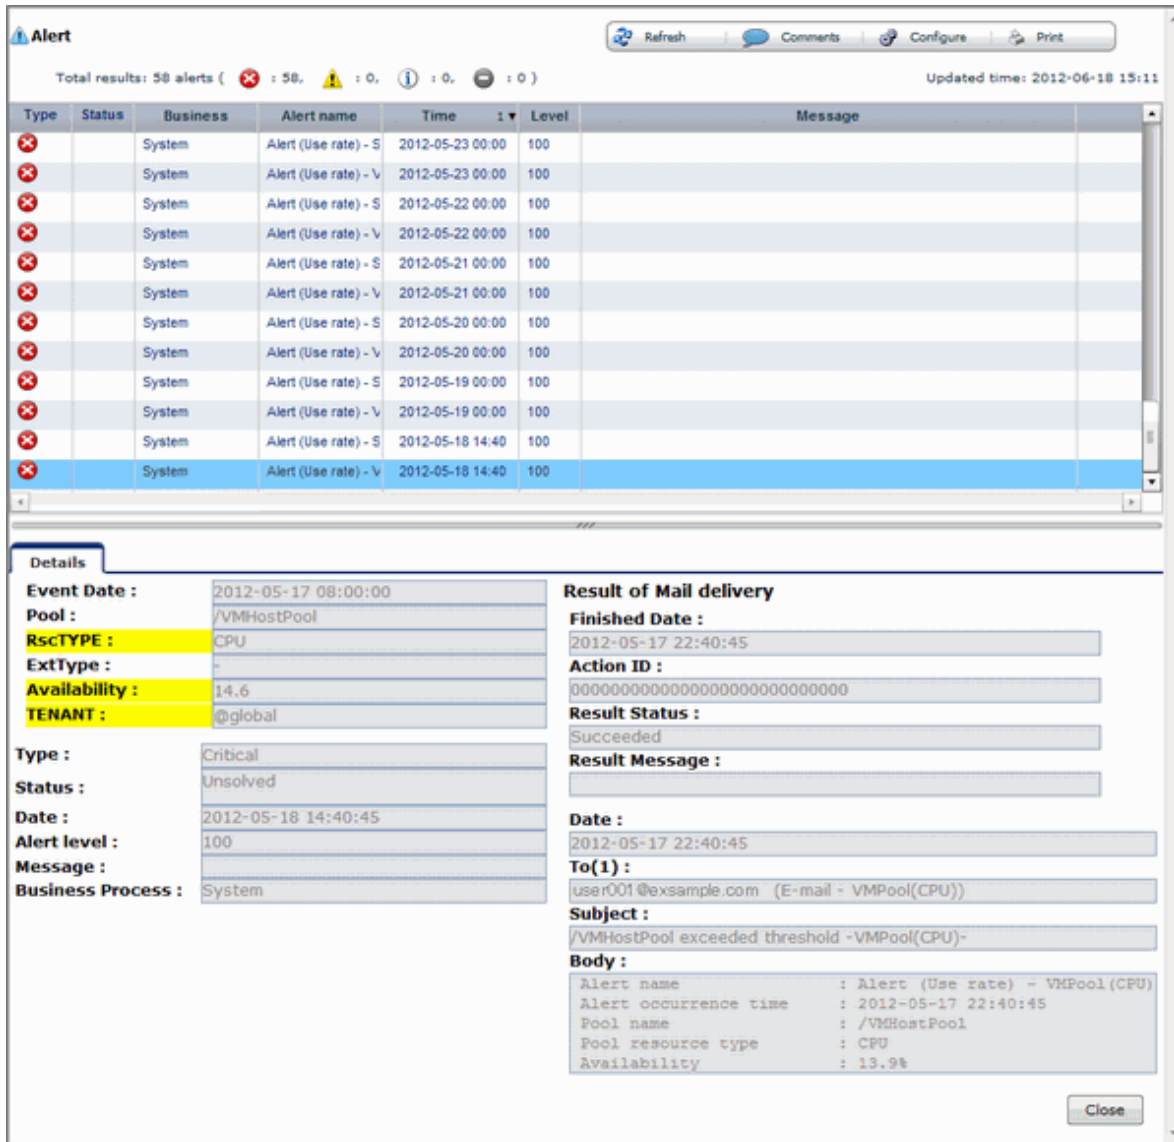 Alert
Refresh Comments Configure Print
Total results: 58 alerts ( : 58, : 0, : 0, : 0 ) Updated time: 2012-06-18 15:11
Type Status Business Alert name Time 1 Level Message
System Alert (Use rate) - S 2012-05-23 00:00 100
System Alert (Use rate) - V 2012-05-23 00:00 100
System Alert (Use rate) - S 2012-05-22 00:00 100
System Alert (Use rate) - V 2012-05-22 00:00 100
System Alert (Use rate) - S 2012-05-21 00:00 100
System Alert (Use rate) - V 2012-05-21 00:00 100
System Alert (Use rate) - S 2012-05-20 00:00 100
System Alert (Use rate) - V 2012-05-20 00:00 100
System Alert (Use rate) - S 2012-05-19 00:00 100
System Alert (Use rate) - V 2012-05-19 00:00 100
System Alert (Use rate) - S 2012-05-18 14:40 100
System Alert (Use rate) - V 2012-05-18 14:40 100
Details
Event Date : 2012-05-17 08:00:00
Pool : /VMHostPool
RscTYPE : CPU
ExtType : -
Availability : 14.6
TENANT : @global
Type : Critical
Status : Unsolved
Date : 2012-05-18 14:40:45
Alert level : 100
Message :
Business Process : System
Result of Mail delivery
Finished Date :
2012-05-17 22:40:45
Action ID :
Result Status :
Succeeded
Result Message :
Date :
2012-05-17 22:40:45
To(1) :
user001@exsample.com (E-mail - VMPool(CPU))
Subject :
/VMHostPool exceeded threshold -VMPool(CPU)-
Body :
Alert name : Alert (Use rate) - VMPool(CPU)
Alert occurrence time : 2012-05-17 22:40:45
Pool name : /VMHostPool
Pool resource type : CPU
Availability : 13.9%
Close